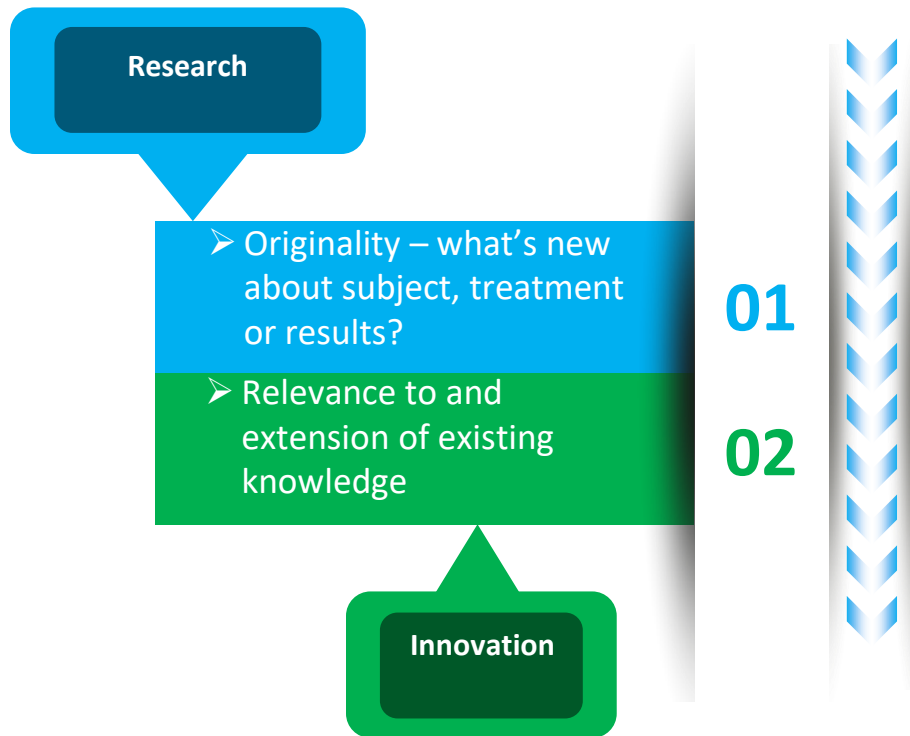 Research
➢ Originality – what’s new
about subject, treatment
or results?
01
➢ Relevance to and
extension of existing
knowledge
02
Innovation